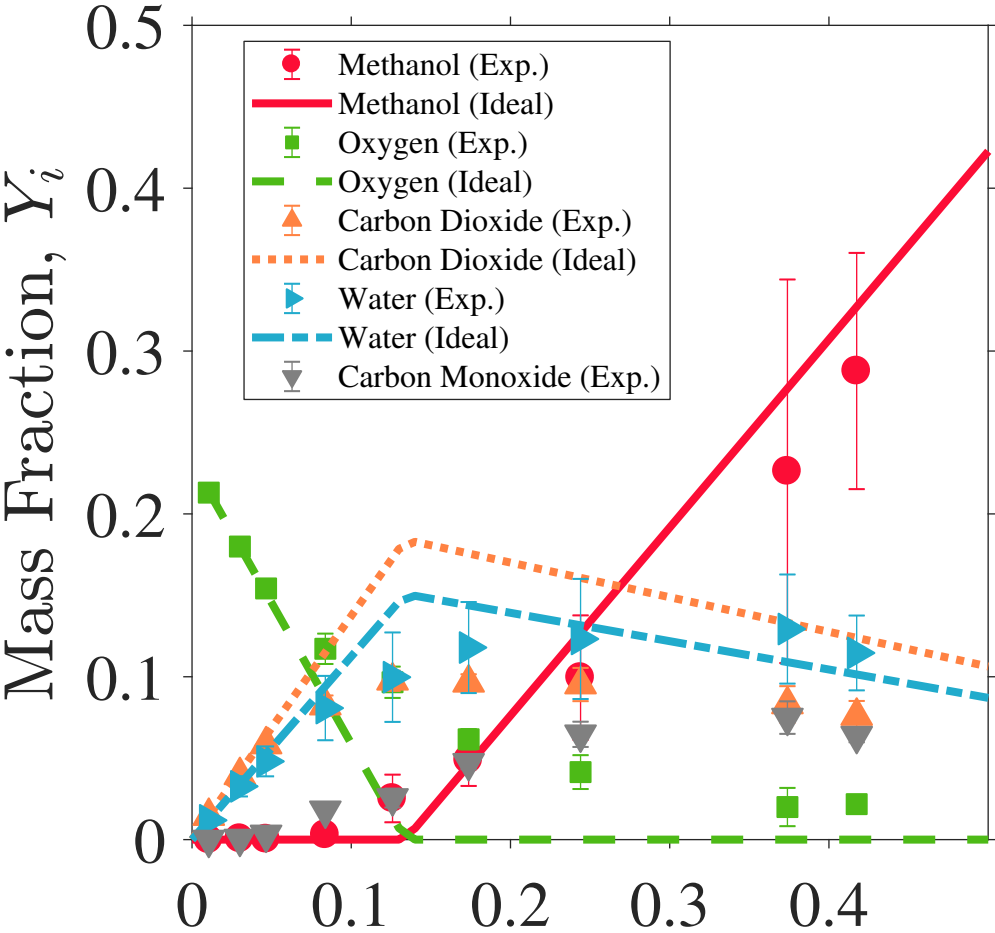 Mass Fraction, Y_i
0.5
0.4
0.3
0.2
0.1
0
Methanol (Exp.)
Methanol (Ideal)
Oxygen (Exp.)
Oxygen (Ideal)
Carbon Dioxide (Exp.)
Carbon Dioxide (Ideal)
Water (Exp.)
Water (Ideal)
Carbon Monoxide (Exp.)
0 0.1 0.2 0.3 0.4